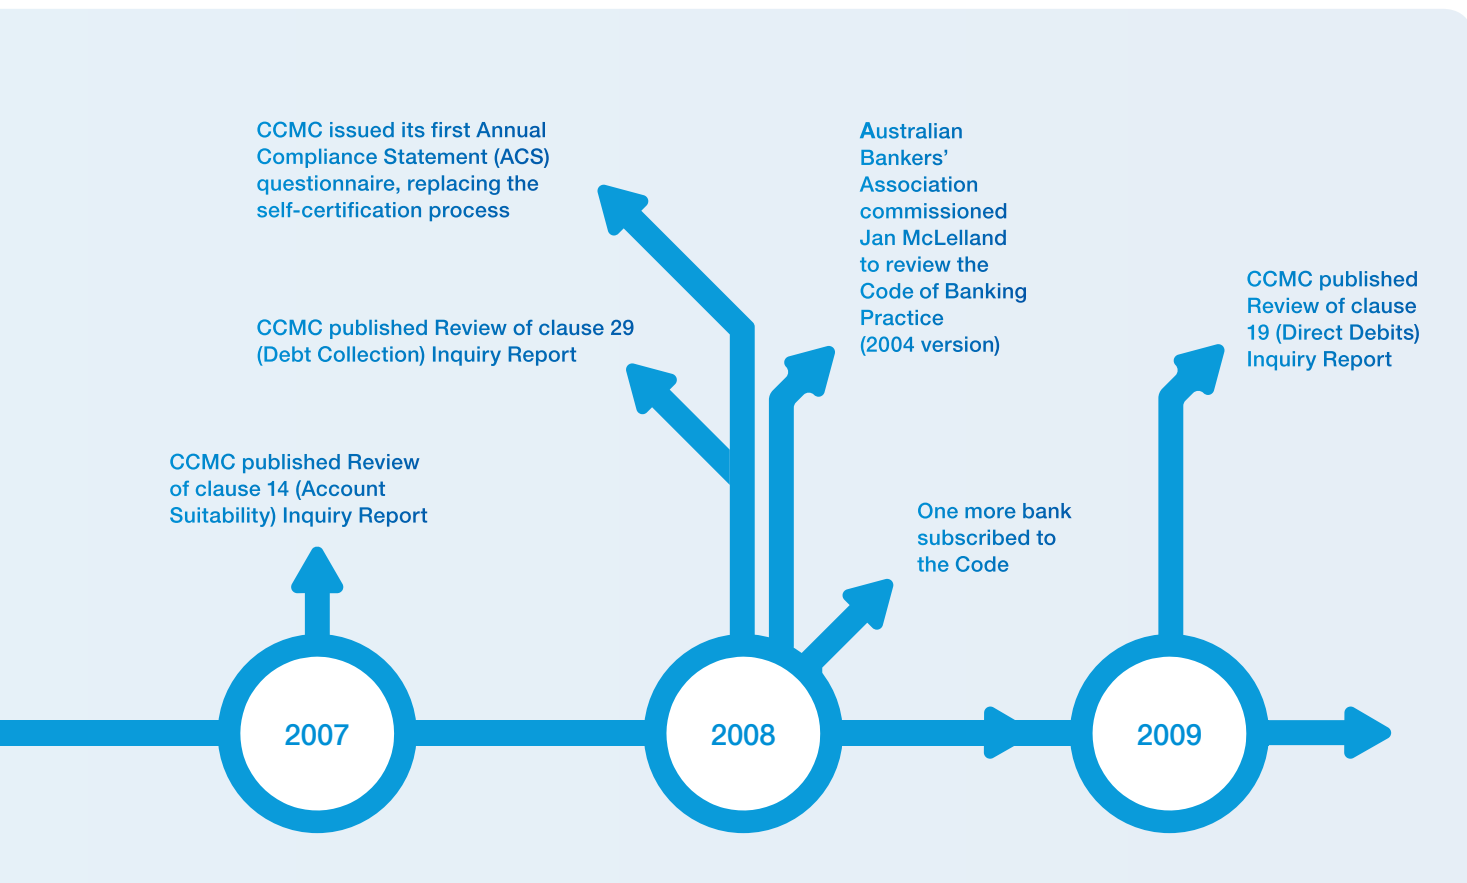 CCMC issued its first Annual
Compliance Statement (ACS)
questionnaire, replacing the
self-certification process
CCMC published Review of clause 29
(Debt Collection) Inquiry Report
CCMC published Review
of clause 14 (Account
Suitability) Inquiry Report
Australian
Bankers’
Association
commissioned
Jan McLelland
to review the
Code of Banking
Practice
(2004 version)
One more bank
subscribed to
the Code
CCMC published
Review of clause
19 (Direct Debits)
Inquiry Report
2007
2008
2009